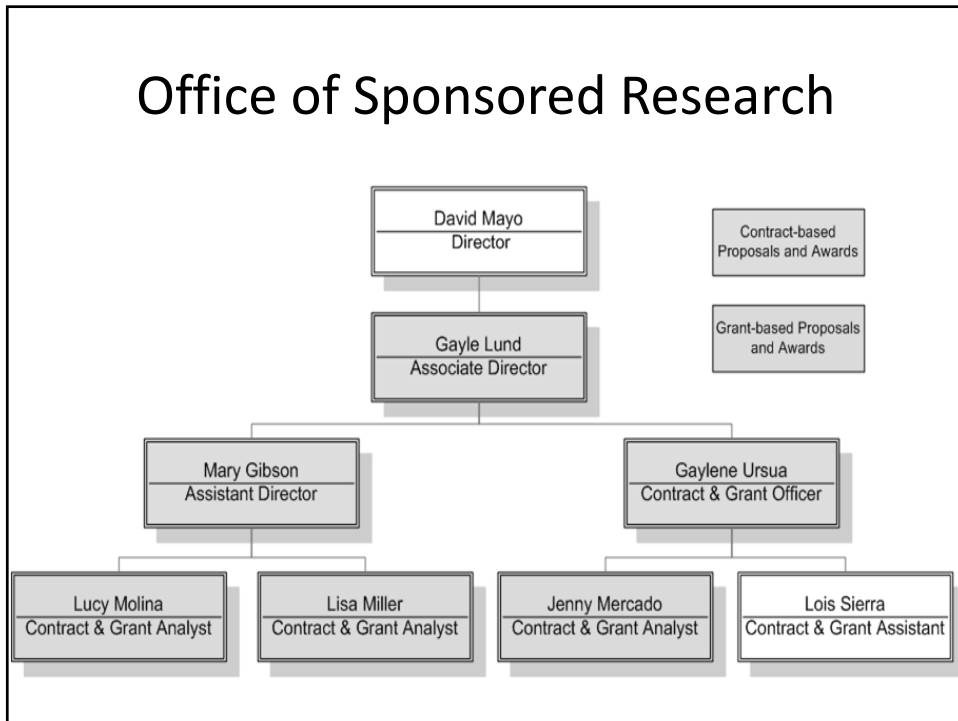 Office of Sponsored Research
David Mayo
Director
Contract-based
Proposals and Awards
Gayle Lund
Associate Director
Grant-based Proposals
and Awards
Mary Gibson
Assistant Director
Gaylene Ursua
Contract & Grant Officer
Lucy Molina
Contract & Grant Analyst
Lisa Miller
Contract & Grant Analyst
Jenny Mercado
Contract & Grant Analyst
Lois Sierra
Contract & Grant Assistant